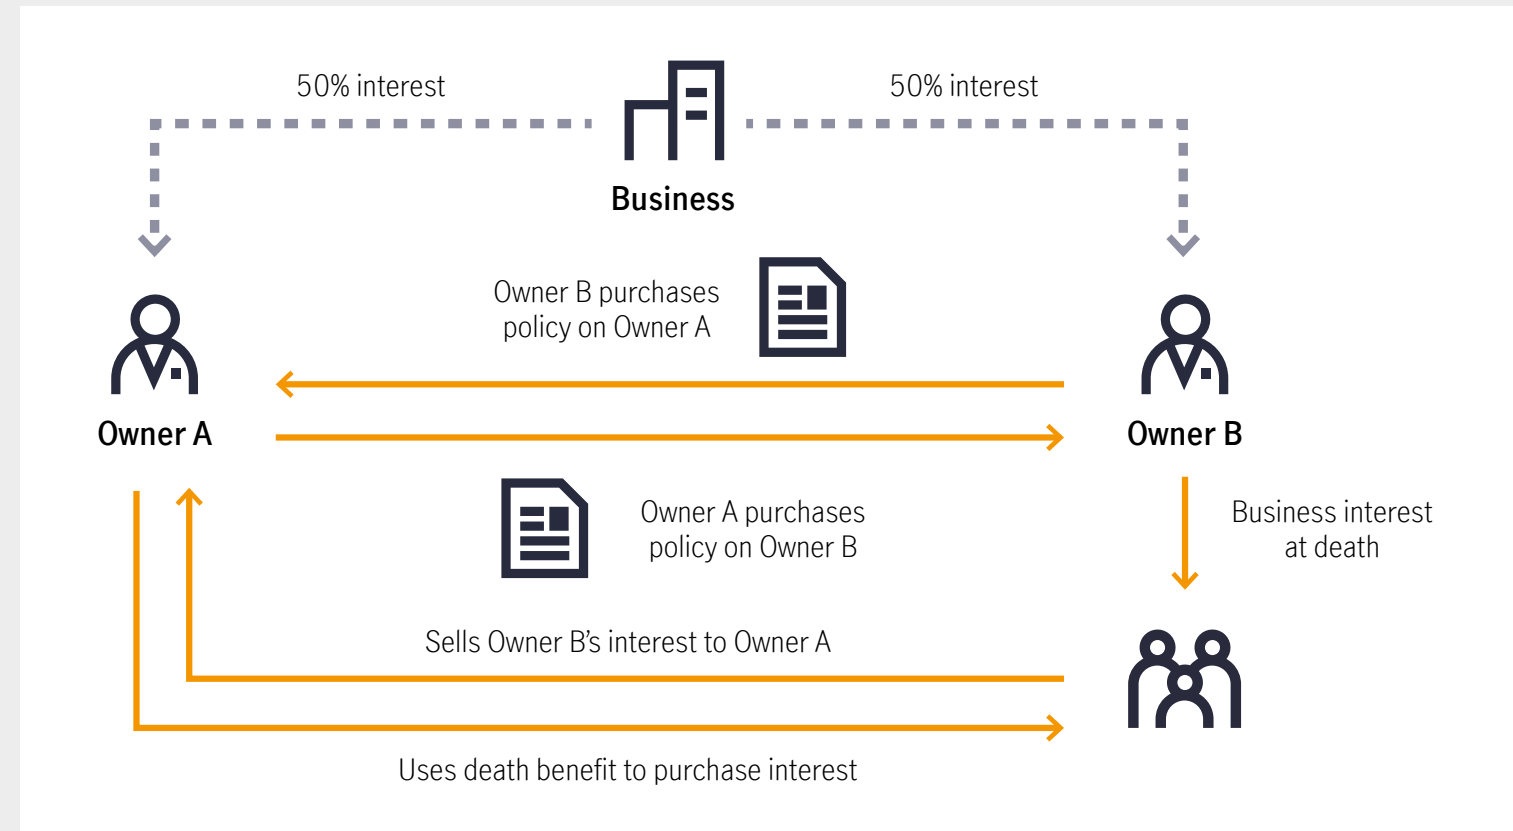 50% interest
50% interest
Business
Owner B purchases
policy on Owner A
Owner A
Owner B
Owner A purchases
policy on Owner B
Business interest
at death
Sells Owner B’s interest to Owner A
Uses death benefit to purchase interest